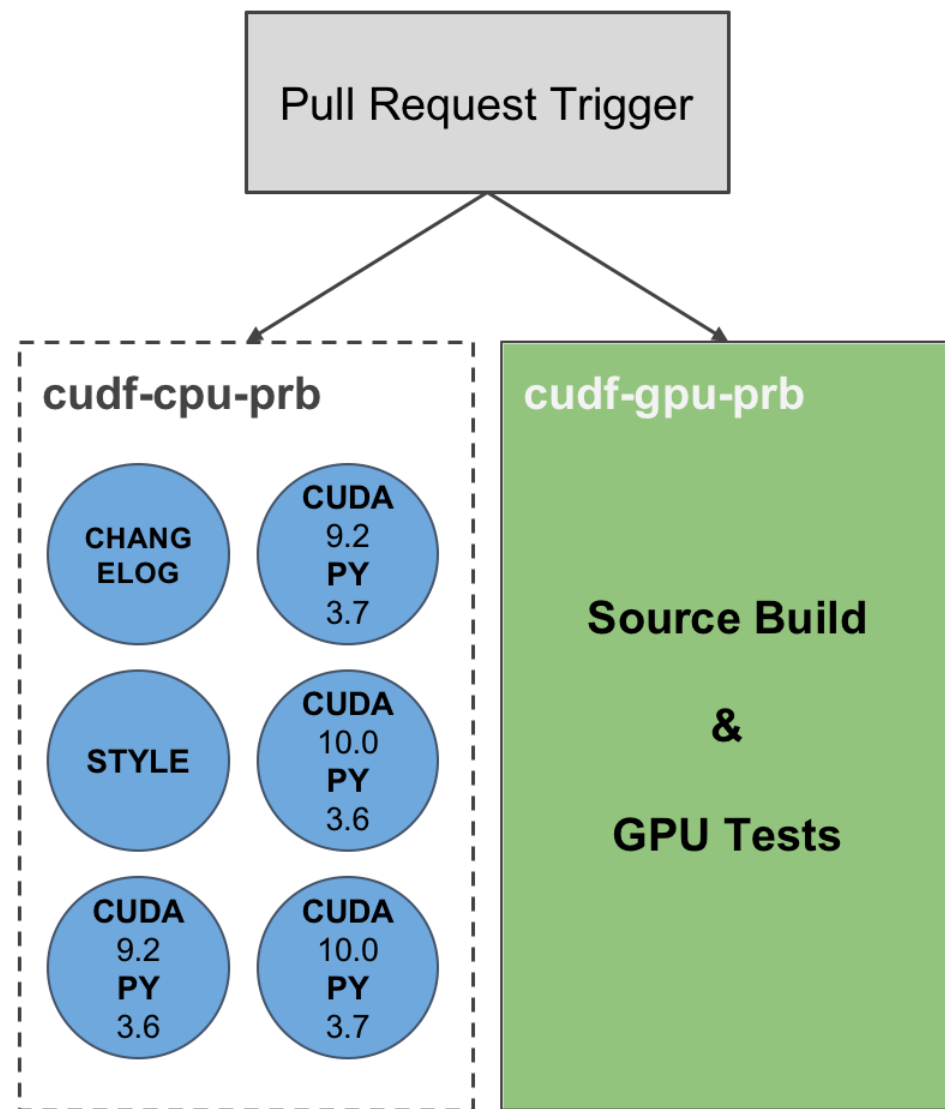 Pull Request Trigger
cudf-cpu-prb
CHANG
ELOG
CUDA
9.2
PY
3.7
STYLE
CUDA
10.0
PY
3.6
CUDA
9.2
PY
3.6
CUDA
10.0
PY
3.7
cudf-gpu-prb
Source Build
&
GPU Tests